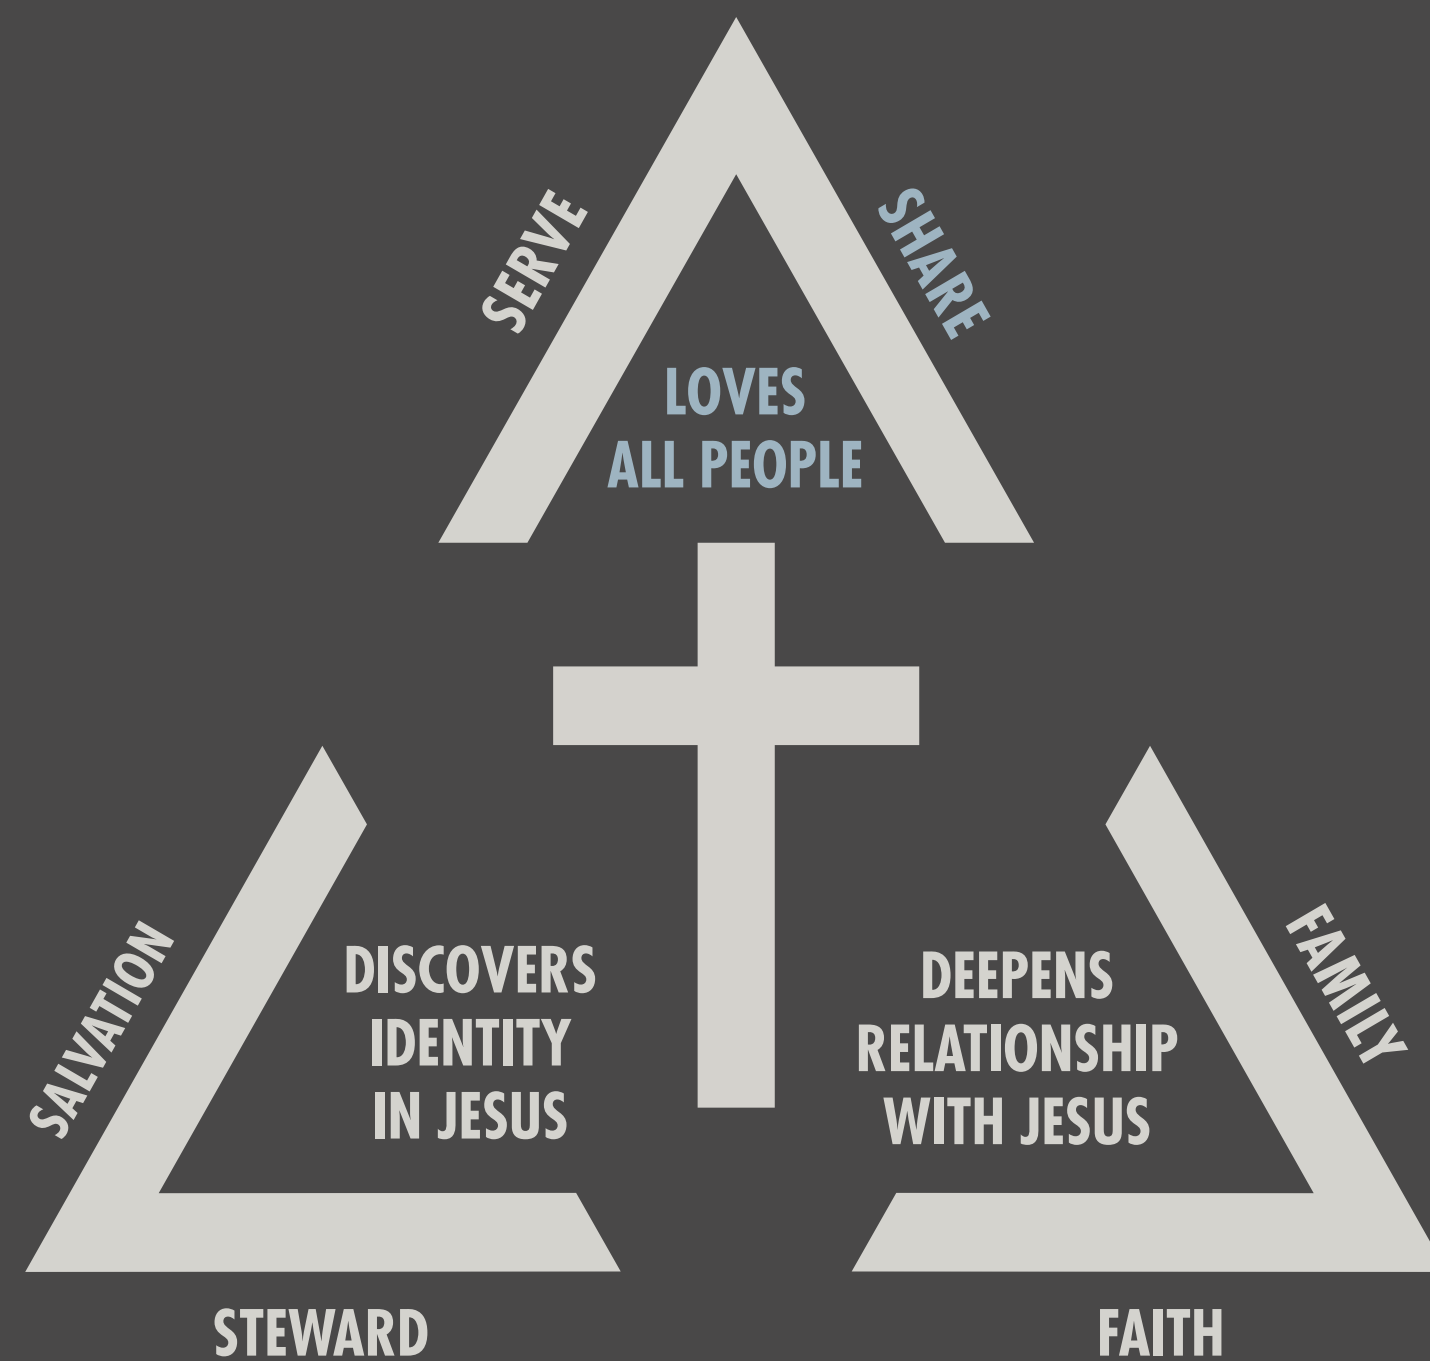 SERVE
SHARE
LOVES
ALL PEOPLE
SALVATION
DISCOVERS
IDENTITY
IN JESUS
DEEPENS
RELATIONSHIP
WITH JESUS
FAMILY
STEWARD
FAITH